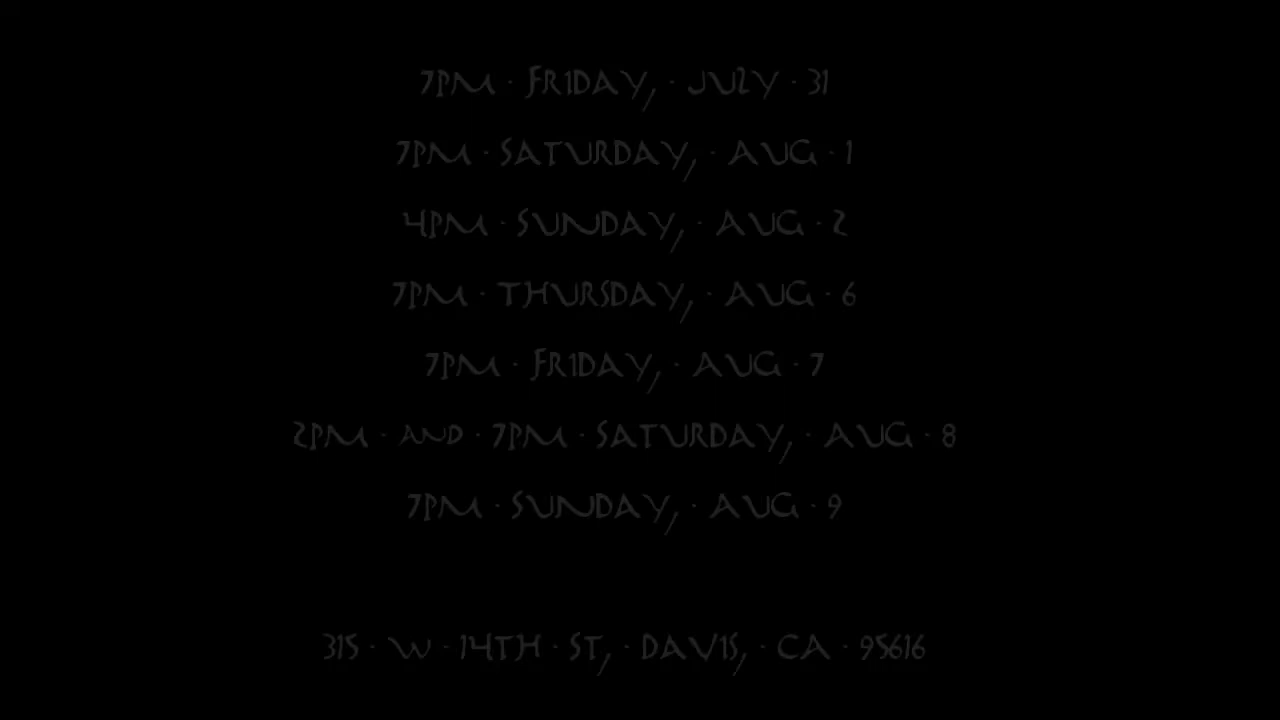 7PM · FRIDAY, · JULY · 31
7PM · SATURDAY, · AUG · 1
4PM · SUNDAY, · AUG · 2
7PM · THURSDAY, · AUG · 6
7PM · FRIDAY, · AUG · 7
2PM · AND · 7PM · SATURDAY, · AUG · 8
7PM · SUNDAY, · AUG · 9
315 · W · 14TH · ST, · DAVIS, · CA · 95616